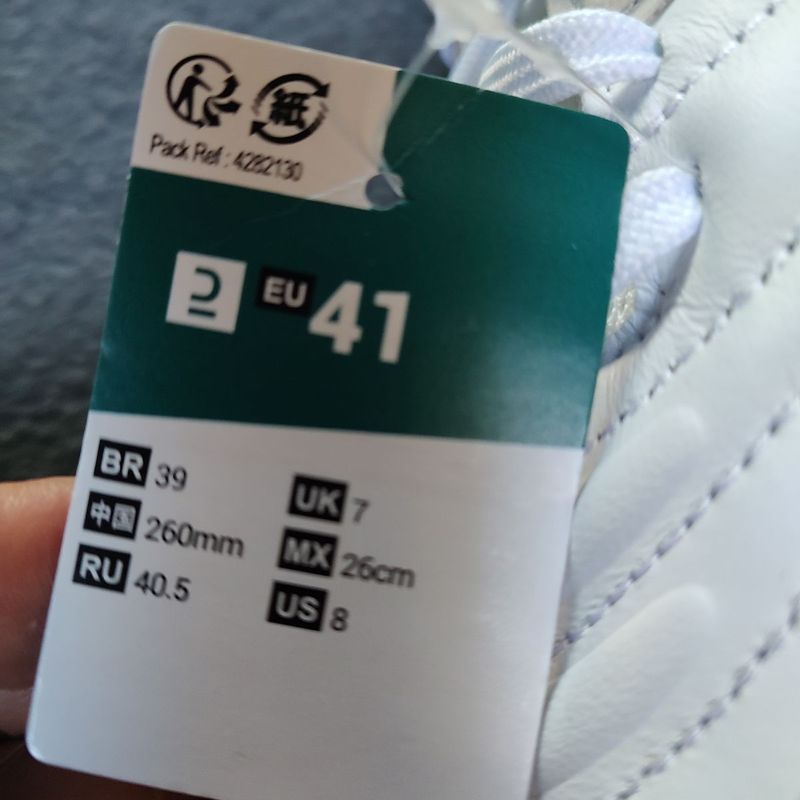 紙
Pack Ref : 4282130
EU 41
BR 39
中国 260mm
RU 40.5
UK 7
MX 26cm
US 8